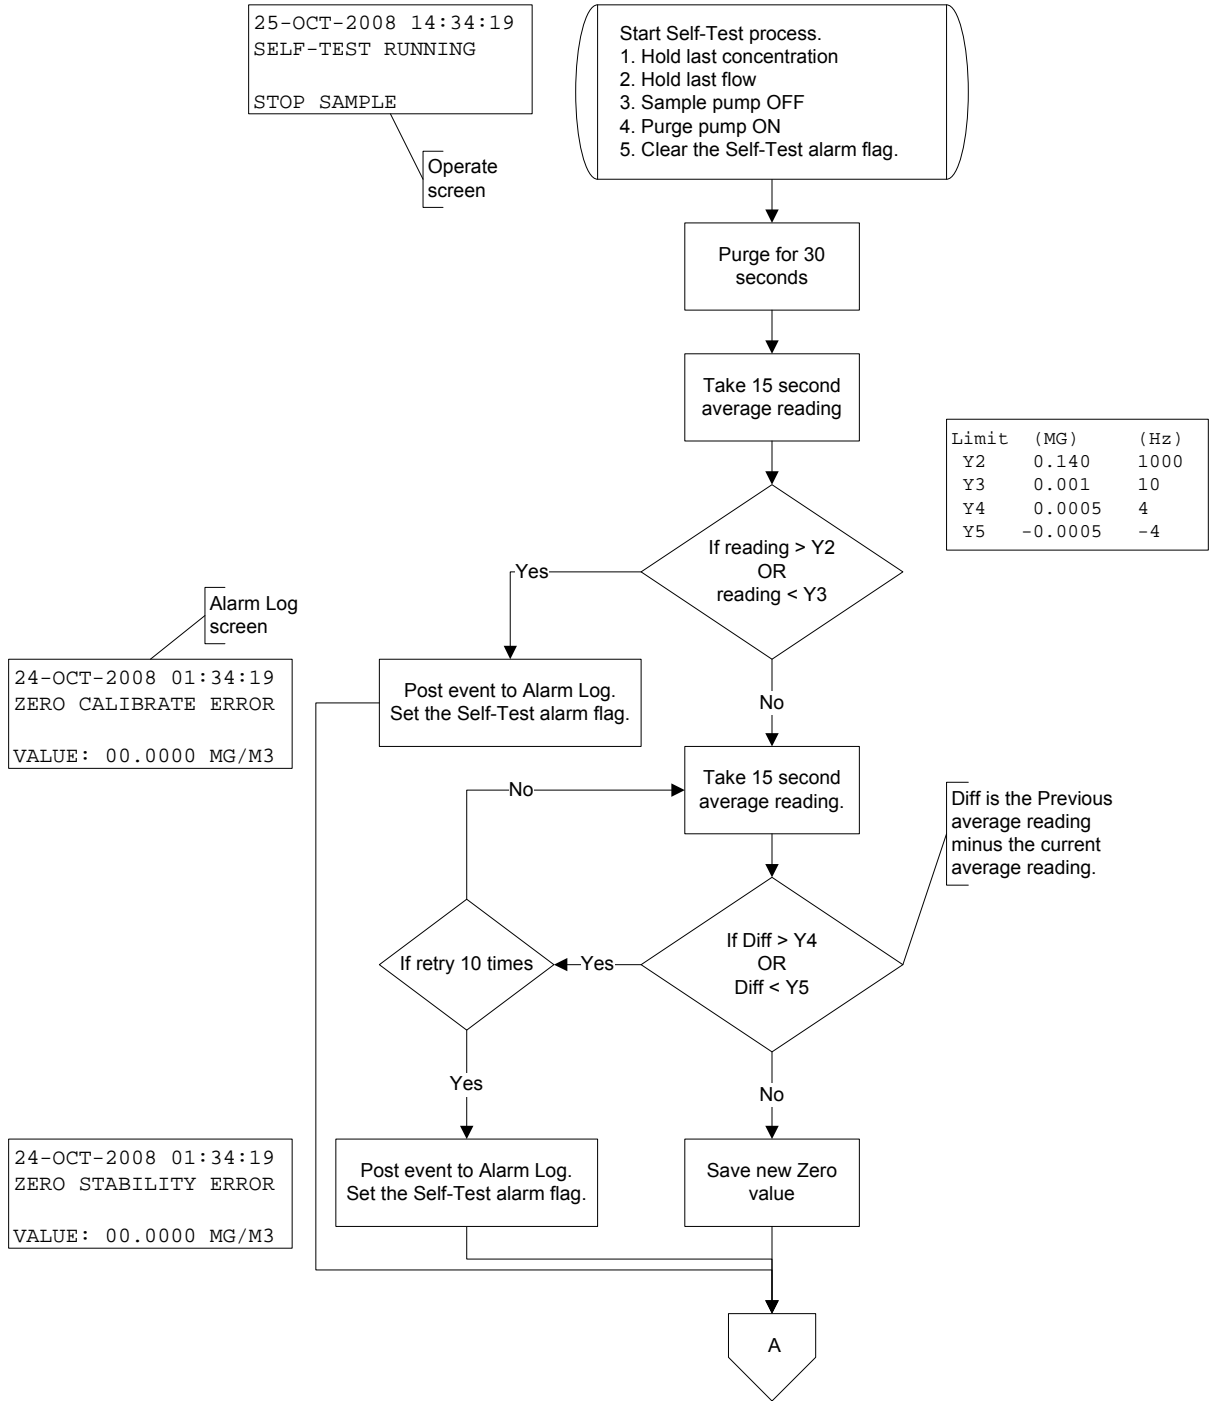 25-OCT-2008 14:34:19
SELF-TEST RUNNING
STOP SAMPLE
Operate
screen
Start Self-Test process.
1. Hold last concentration
2. Hold last flow
3. Sample pump OFF
4. Purge pump ON
5. Clear the Self-Test alarm flag.
Purge for 30
seconds
Take 15 second
average reading
Limit (MG) (Hz)
Y2 0.140 1000
Y3 0.001 10
Y4 0.0005 4
Y5 -0.0005 -4
If reading > Y2
OR
reading < Y3
Yes
Alarm Log
screen
24-OCT-2008 01:34:19
ZERO CALIBRATE ERROR
VALUE: 00.0000 MG/M3
Post event to Alarm Log.
Set the Self-Test alarm flag.
No
Take 15 second
average reading.
No
Diff is the Previous
average reading
minus the current
average reading.
If Diff > Y4
OR
Diff < Y5
Yes
If retry 10 times
Yes
No
24-OCT-2008 01:34:19
ZERO STABILITY ERROR
VALUE: 00.0000 MG/M3
Post event to Alarm Log.
Set the Self-Test alarm flag.
Save new Zero
value
A